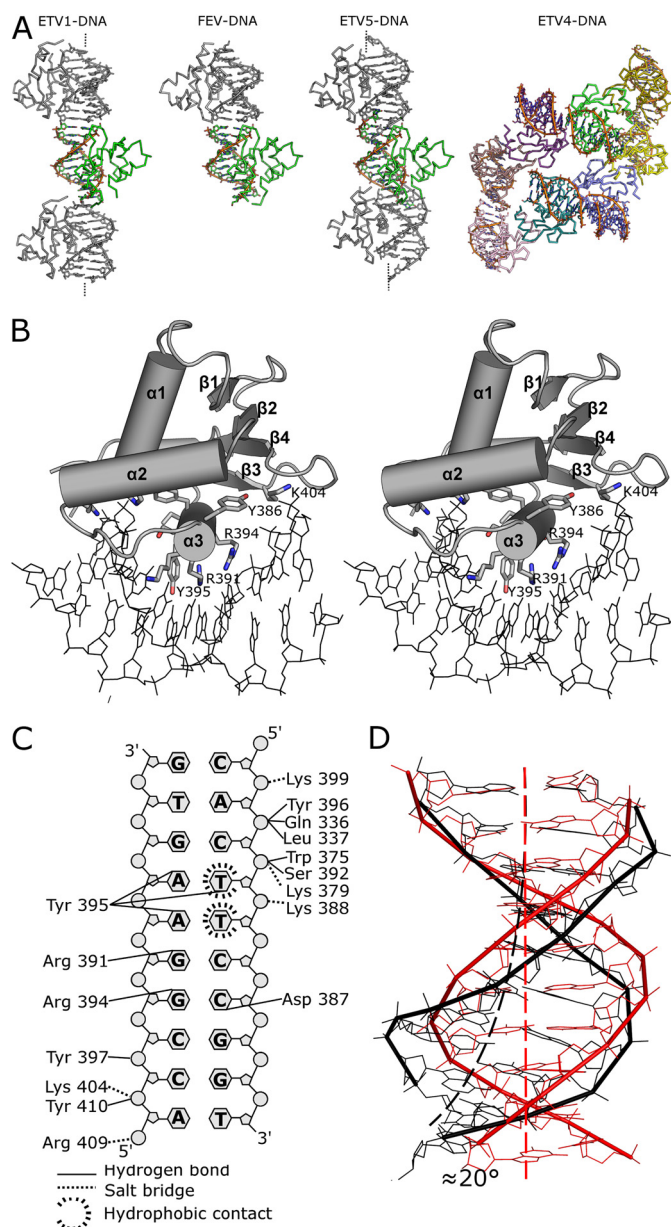 A
ETV1-DNA FEV-DNA ETV5-DNA ETV4-DNA
B
α1 β1 β2 β4 α2 β3 K404 Y386 R394 α3 R391 Y395
α1 β1 β2 β4 α2 β3 K404 Y386 R394 α3 R391 Y395
C
3' 5'
G C
Lys 399
T A
Tyr 396
Gln 336
G C
Leu 337
Trp 375
A T
Ser 392
Lys 379
Tyr 395
Lys 388
A T
Arg 391
G C
Arg 394
G C
Asp 387
Tyr 397
C G
Lys 404
C G
Tyr 410
A T
Arg 409
5' 3'
Hydrogen bond
Salt bridge
Hydrophobic contact
D
≈20°